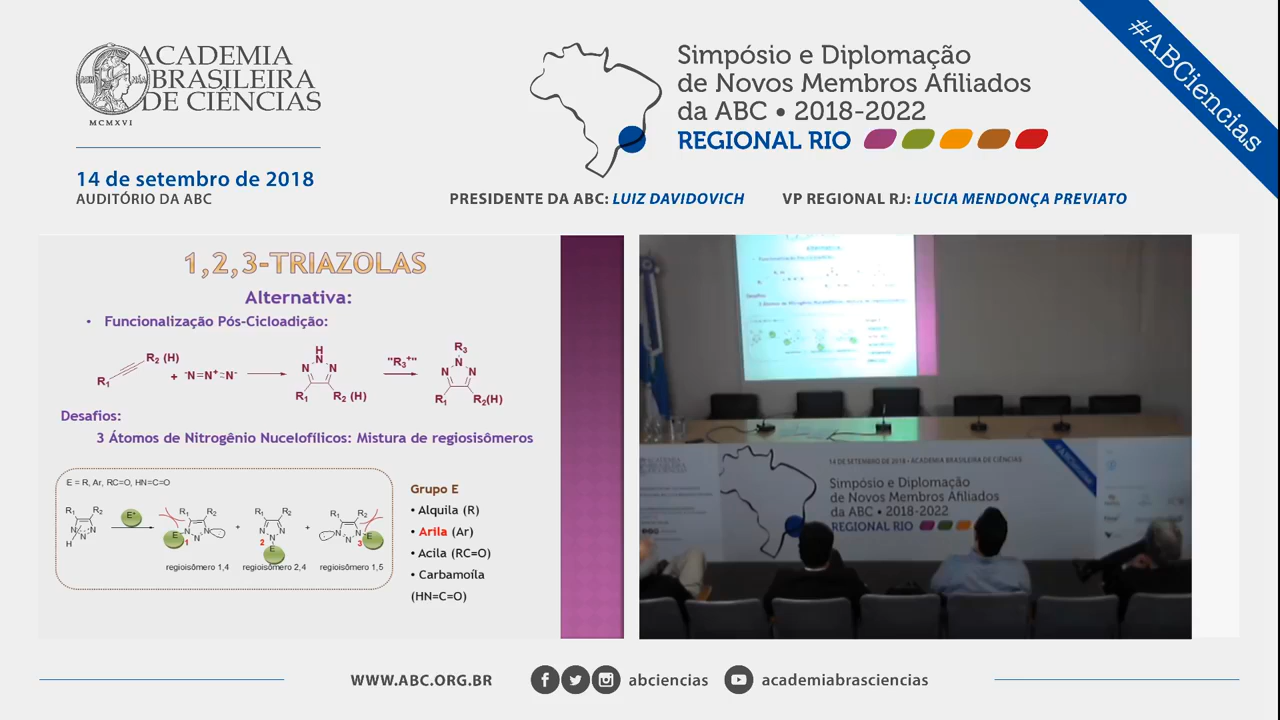 ACADEMIA
BRASILEIRA
DE CIÊNCIAS
MCMXVI
14 de setembro de 2018
AUDITÓRIO DA ABC
Simpósio e Diplomação
de Novos Membros Afiliados
da ABC • 2018-2022
REGIONAL RIO
#ABCiencias
PRESIDENTE DA ABC: LUIZ DAVIDOVICH
VP REGIONAL RJ: LUCIA MENDONÇA PREVIATO
1,2,3-TRIAZOLAS
Alternativa:
• Funcionalização Pós-Cicloadição:
R1 R2 (H) + -N=N+=N- H N N N R1 R2 (H) "R3+" R3 N N N R1 R2(H)
Desafios:
3 Átomos de Nitrogênio Nucelofílicos: Mistura de regiosisômeros
E = R, Ar, RC=O, HN=C=O
R1 R2 N N N H E+ R1 R2 N N N E 1 + R1 R2 N N N 2 E + R1 R2 N N N 3 E
regioisômero 1,4 regioisômero 2,4 regioisômero 1,5
Grupo E
• Alquila (R)
• Arila (Ar)
• Acila (RC=O)
• Carbamoíla
(HN=C=O)
14 DE SETEMBRO DE 2018 • ACADEMIA BRASILEIRA DE CIÊNCIAS
Simpósio e Diplomação
de Novos Membros Afiliados
da ABC • 2018-2022
REGIONAL RIO
WWW.ABC.ORG.BR
abciencias
academiabrasciencias